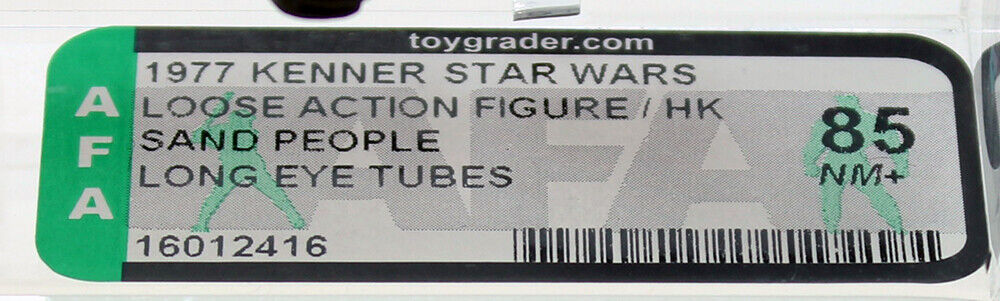 toygrader.com
AFA
1977 KENNER STAR WARS
LOOSE ACTION FIGURE / HK
SAND PEOPLE
LONG EYE TUBES
85
NM+
16012416
AFA